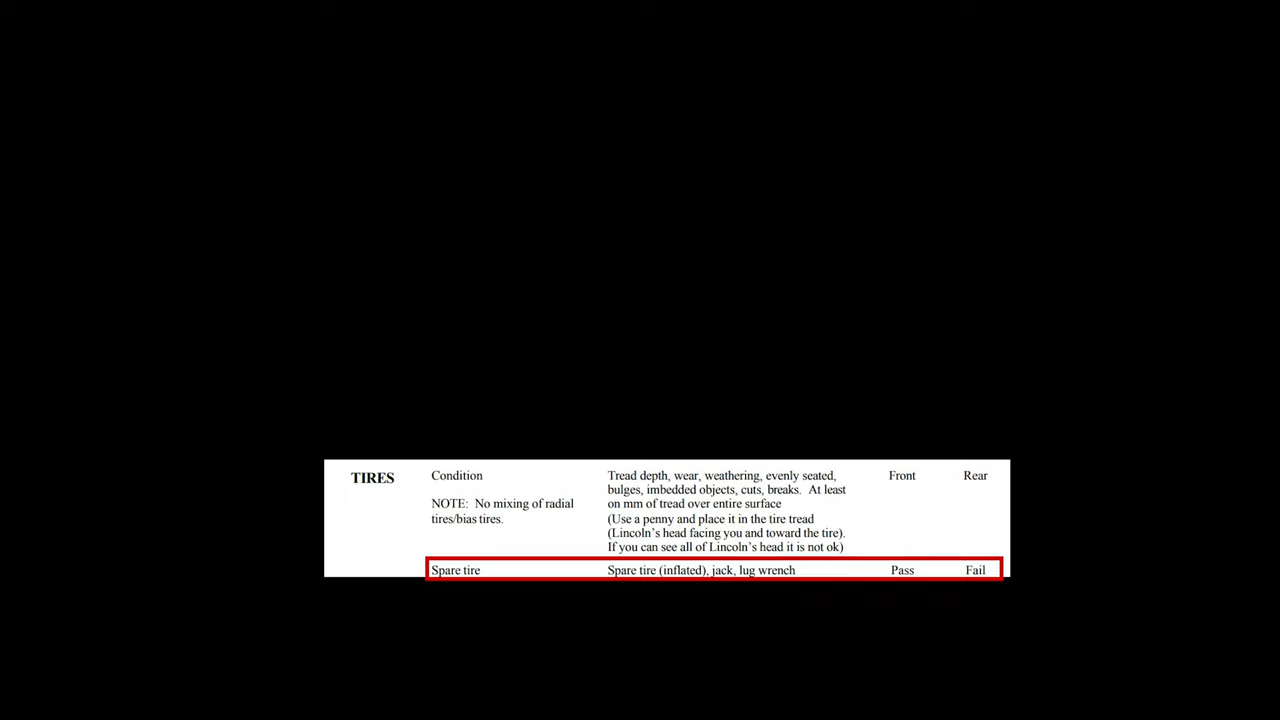 TIRES Condition Tread depth, wear, weathering, evenly seated, Front Rear
bulges, imbedded objects, cuts, breaks. At least
NOTE: No mixing of radial on mm of tread over entire surface
tires/bias tires. (Use a penny and place it in the tire tread
(Lincoln's head facing you and toward the tire).
If you can see all of Lincoln's head it is not ok)
Spare tire Spare tire (inflated), jack, lug wrench Pass Fail